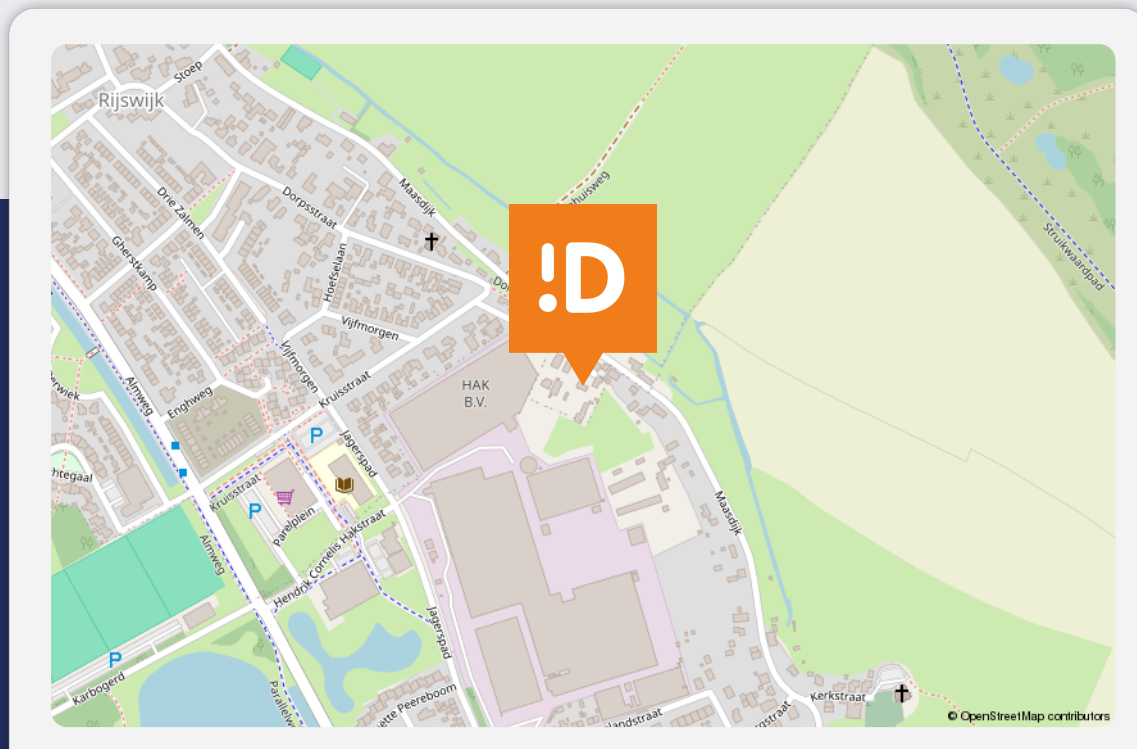 Stoep
Rijswijk
Maasdijk
Drie Zalmen
Dorpsstraat
Gherstkamp
Hoefselaan
Struikwaardpad
!D
Vijfmorgen
Vijfmorgen
Kruisstraat
HAK
B.V.
Almweg
Enghweg
P
Jagerspad
Kruisstraat
P
Parelplein
Maasdijk
Almweg
Hendrik Cornelis Hakstraat
Jagerspad
P
Karbogerd
Kerkstraat
© OpenStreetMap contributors